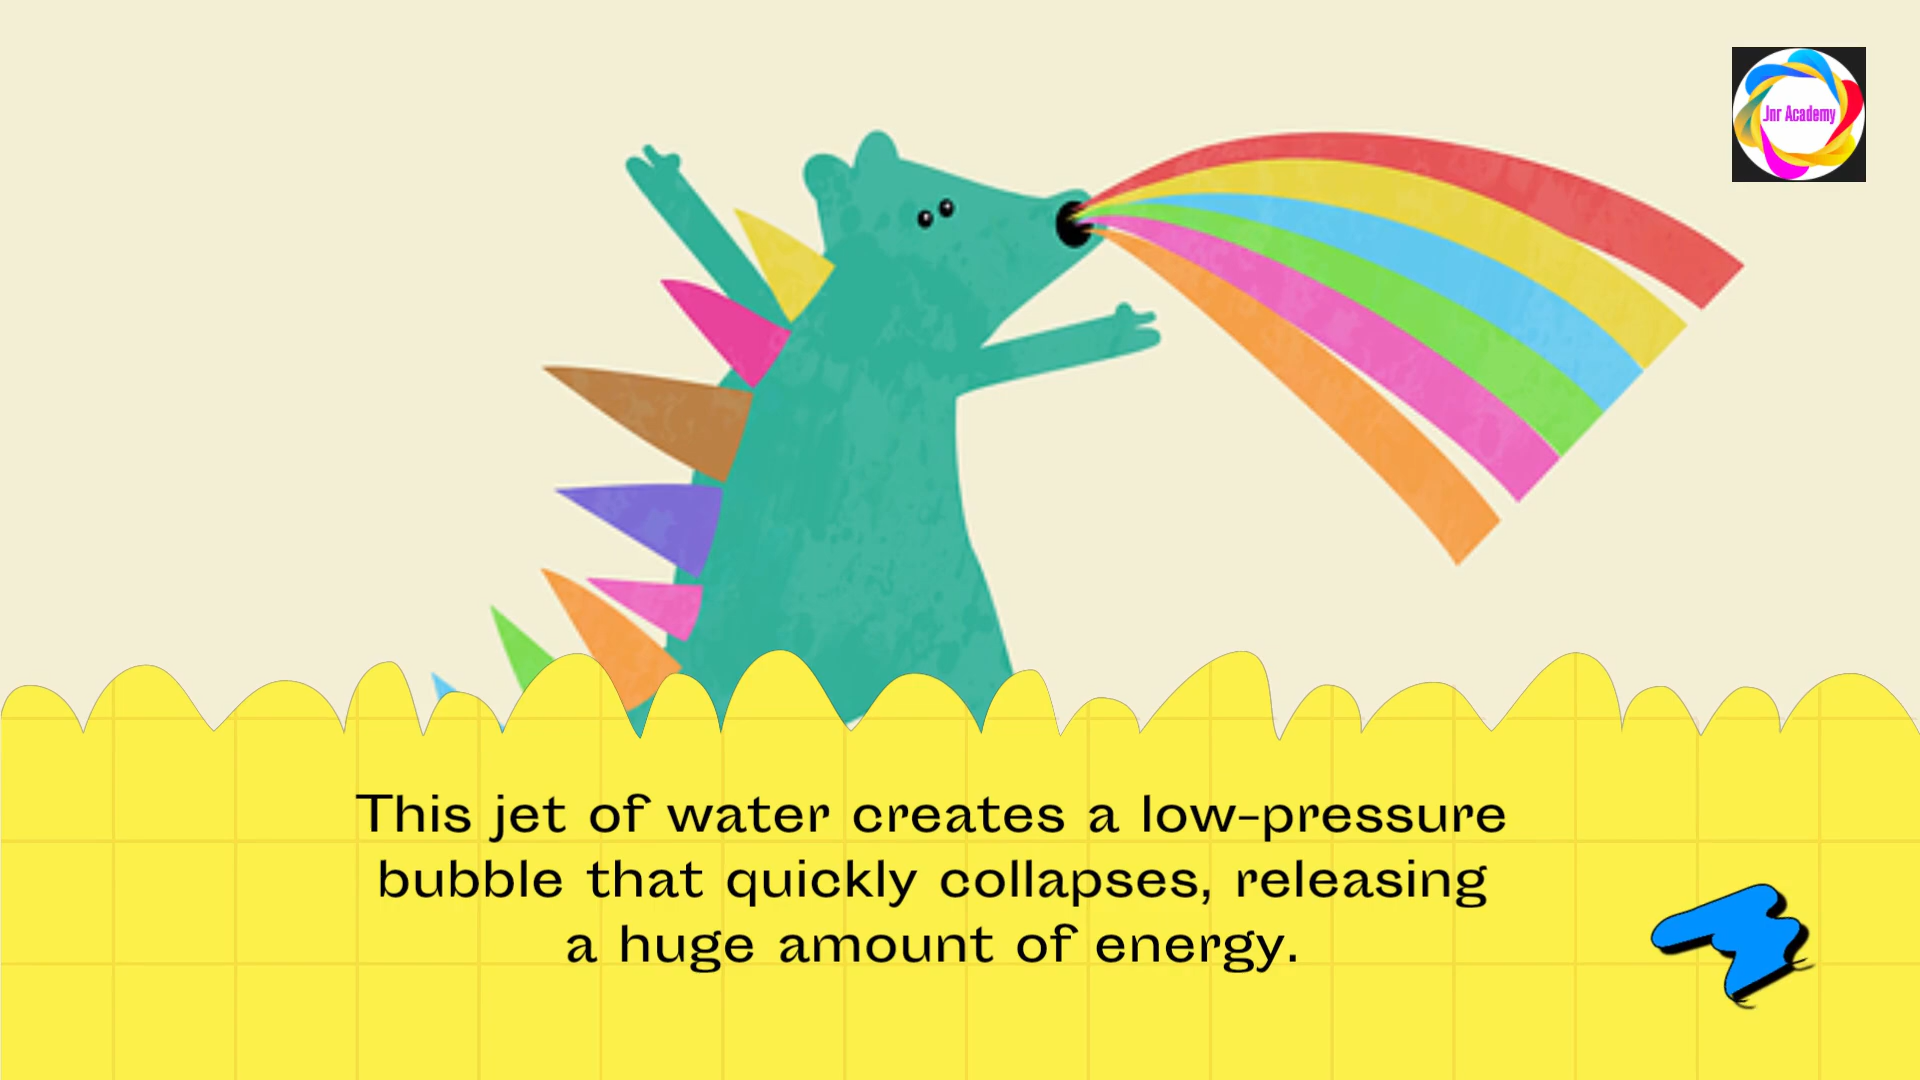 Jnr Academy
This jet of water creates a low-pressure
bubble that quickly collapses, releasing
a huge amount of energy.